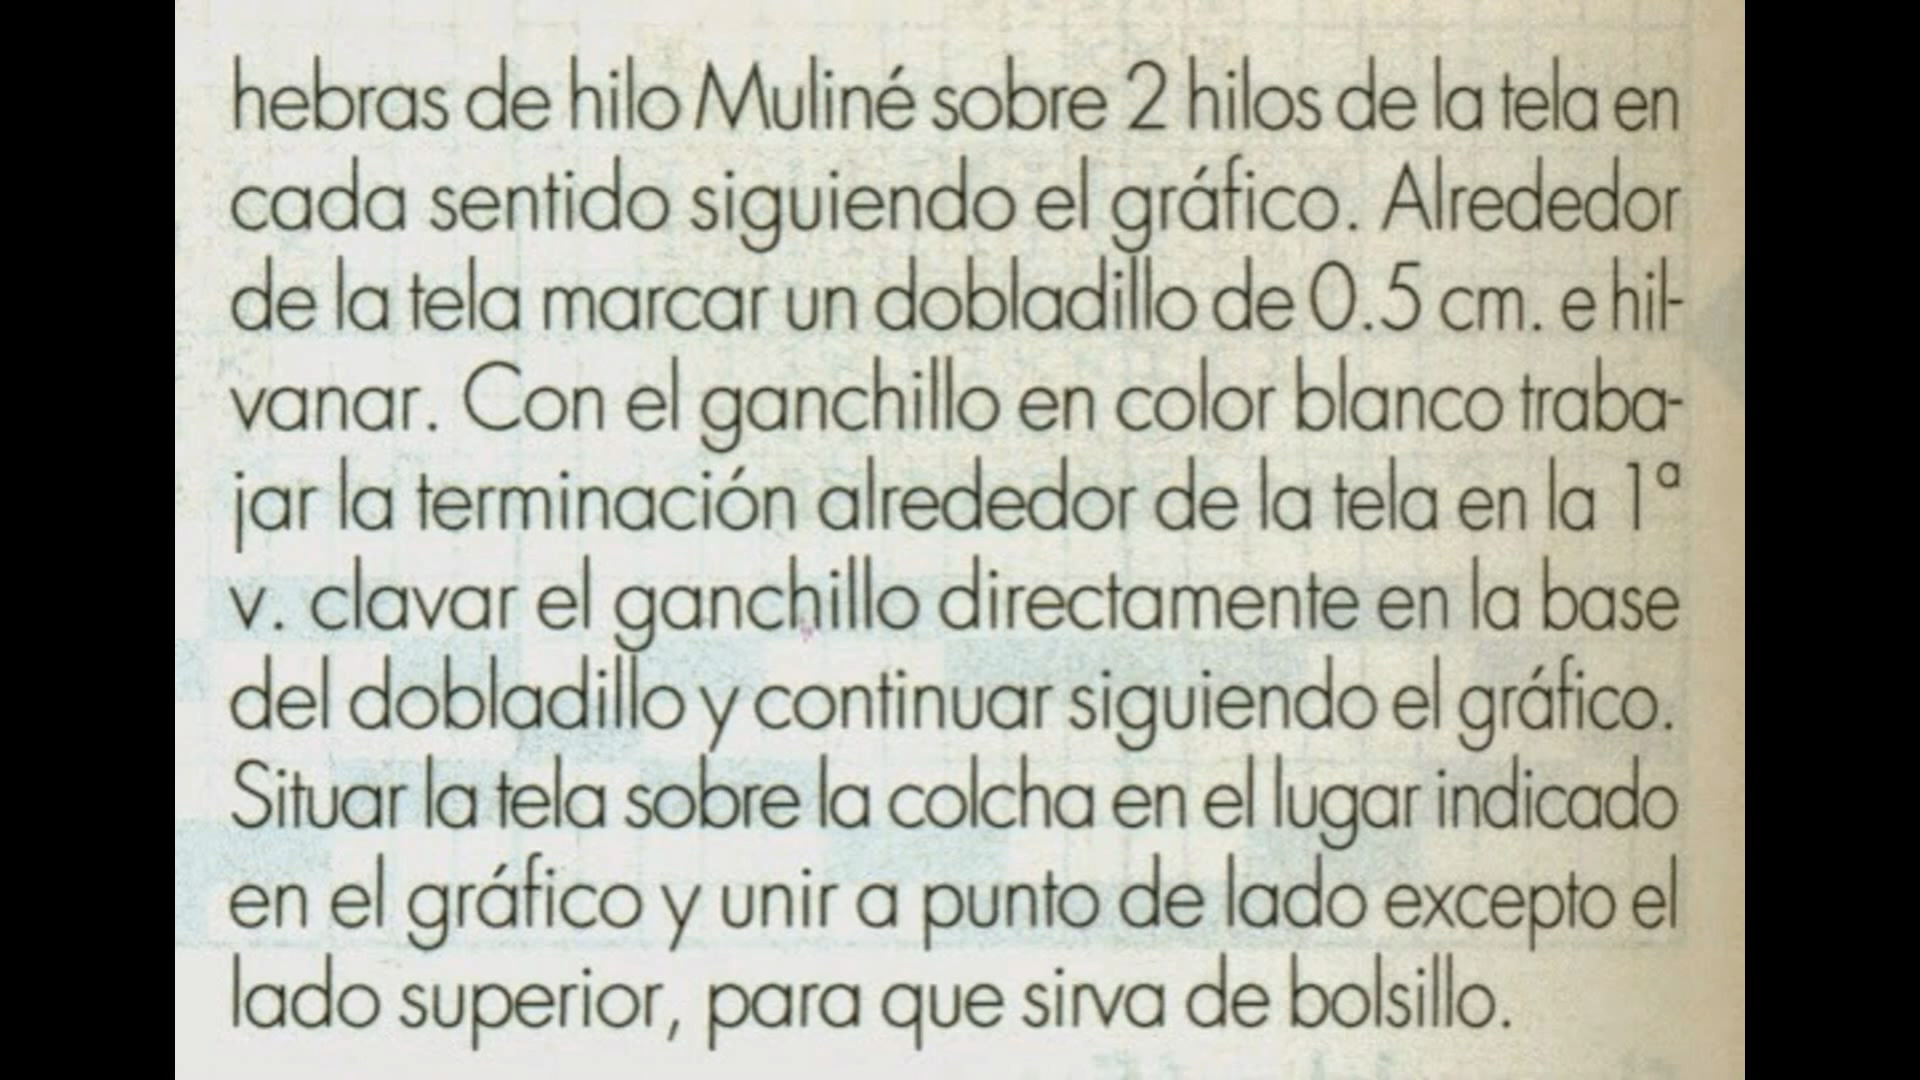 hebras de hilo Muliné sobre 2 hilos de la tela en
cada sentido siguiendo el gráfico. Alrededor
de la tela marcar un dobladillo de 0.5 cm. e hil-
vanar. Con el ganchillo en color blanco traba-
jar la terminación alrededor de la tela en la 1ª
v. clavar el ganchillo directamente en la base
del dobladillo y continuar siguiendo el gráfico.
Situar la tela sobre la colcha en el lugar indicado
en el gráfico y unir a punto de lado excepto el
lado superior, para que sirva de bolsillo.